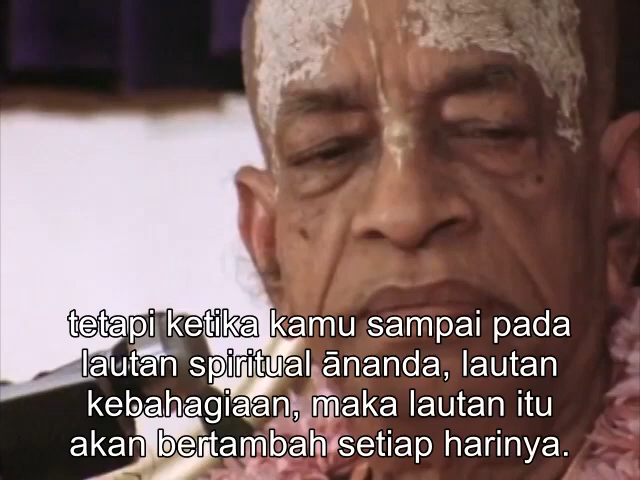 tetapi ketika kamu sampai pada
lautan spiritual ānanda, lautan
kebahagiaan, maka lautan itu
akan bertambah setiap harinya.